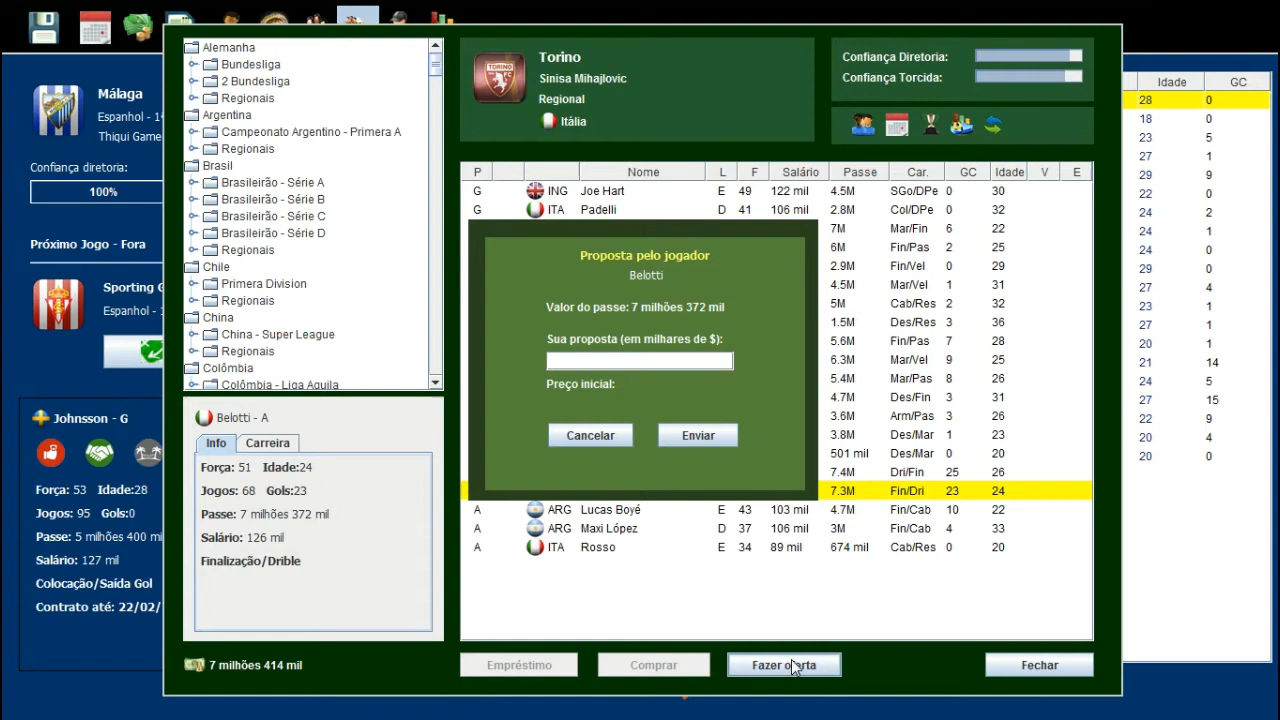 Málaga
Espanhol - 1ª
Thiqui Game
Confiança diretoria:
100%
Próximo Jogo - Fora
Sporting G
Espanhol -
Johnsson - G
Força: 53 Idade:28
Jogos: 95 Gols:0
Passe: 5 milhões 400 mi
Salário: 127 mil
Colocação/Saída Gol
Contrato até: 22/02/
Alemanha
Bundesliga
2 Bundesliga
Regionais
Argentina
Campeonato Argentino - Primera A
Regionais
Brasil
Brasileirão - Série A
Brasileirão - Série B
Brasileirão - Série C
Brasileirão - Série D
Regionais
Chile
Primera Division
Regionais
China
China - Super League
Regionais
Colômbia
Colômbia - Liga Aguila
Belotti - A
Info Carreira
Força: 51 Idade:24
Jogos: 68 Gols:23
Passe: 7 milhões 372 mil
Salário: 126 mil
Finalização/Drible
7 milhões 414 mil
TORINO
Torino
Sinisa Mihajlovic
Regional
Itália
Confiança Diretoria:
Confiança Torcida:
P Nome L F Salário Passe Car. GC Idade V E
G ING Joe Hart E 49 122 mil 4.5M SGo/DPe 0 30
G ITA Padelli D 41 106 mil 2.8M Col/DPe 0 32
7M Mar/Fin 6 22
6M Fin/Pas 2 25
2.9M Fin/Vel 0 29
4.5M Mar/Vel 1 31
5M Cab/Res 2 32
1.5M Des/Res 3 36
5.6M Fin/Pas 7 28
6.3M Mar/Vel 9 25
5.4M Mar/Pas 8 26
4.7M Des/Fin 3 31
3.6M Arm/Pas 3 26
3.8M Des/Mar 1 23
501 mil Des/Mar 0 20
7.4M Dri/Fin 25 26
7.3M Fin/Dri 23 24
A ARG Lucas Boyé E 43 103 mil 4.7M Fin/Cab 10 22
A ARG Maxi López D 37 106 mil 3M Fin/Cab 4 33
A ITA Rosso E 34 89 mil 674 mil Cab/Res 0 20
Proposta pelo jogador
Belotti
Valor do passe: 7 milhões 372 mil
Sua proposta (em milhares de $):
Preço inicial:
Cancelar Enviar
Empréstimo Comprar Fazer oferta Fechar
Idade GC
28 0
18 0
23 5
27 1
29 9
22 0
24 2
24 1
24 0
29 0
27 4
23 1
27 1
20 1
21 14
24 5
27 15
22 9
20 4
20 0